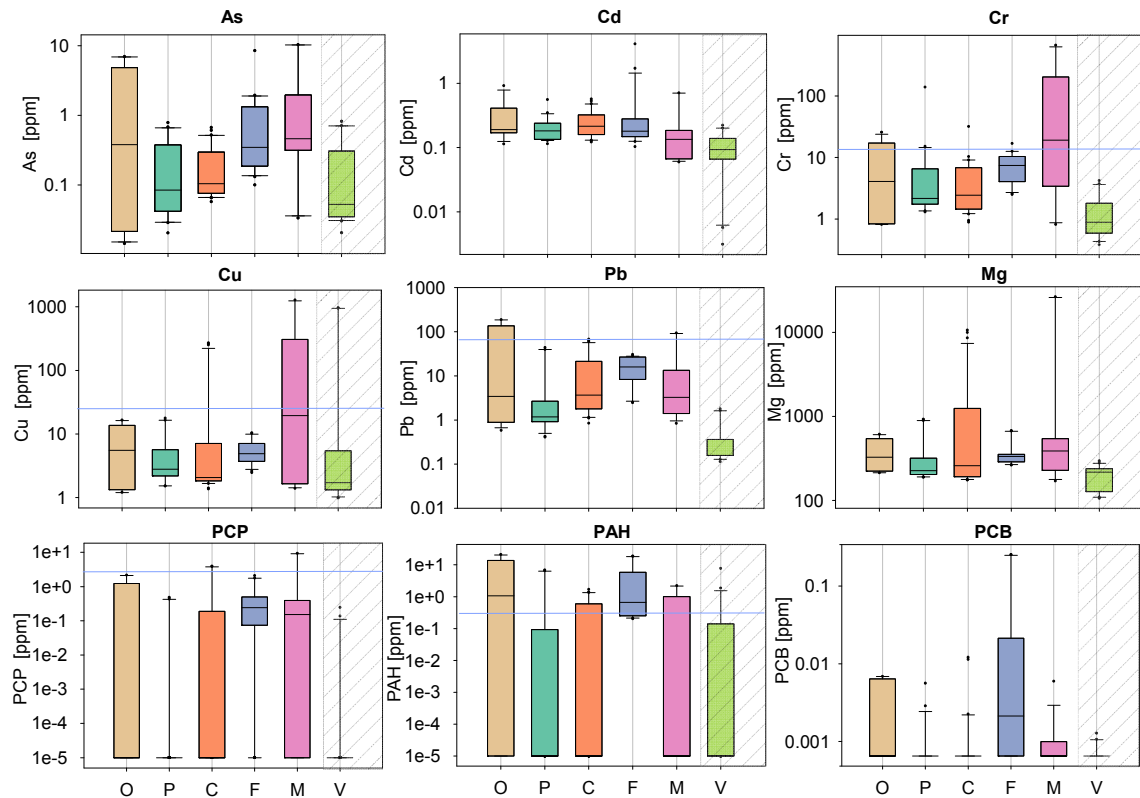 As
Cd
Cr
As [ppm]
10
1
0.1
Cd [ppm]
1
0.1
0.01
Cr [ppm]
100
10
1
Cu
Pb
Mg
Cu [ppm]
1000
100
10
1
Pb [ppm]
1000
100
10
1
0.1
0.01
Mg [ppm]
10000
1000
100
PCP
PAH
PCB
PCP [ppm]
1e+1
1e+0
1e-1
1e-2
1e-3
1e-4
1e-5
PAH [ppm]
1e+1
1e+0
1e-1
1e-2
1e-3
1e-4
1e-5
PCB [ppm]
0.1
0.01
0.001
O P C F M V
O P C F M V
O P C F M V